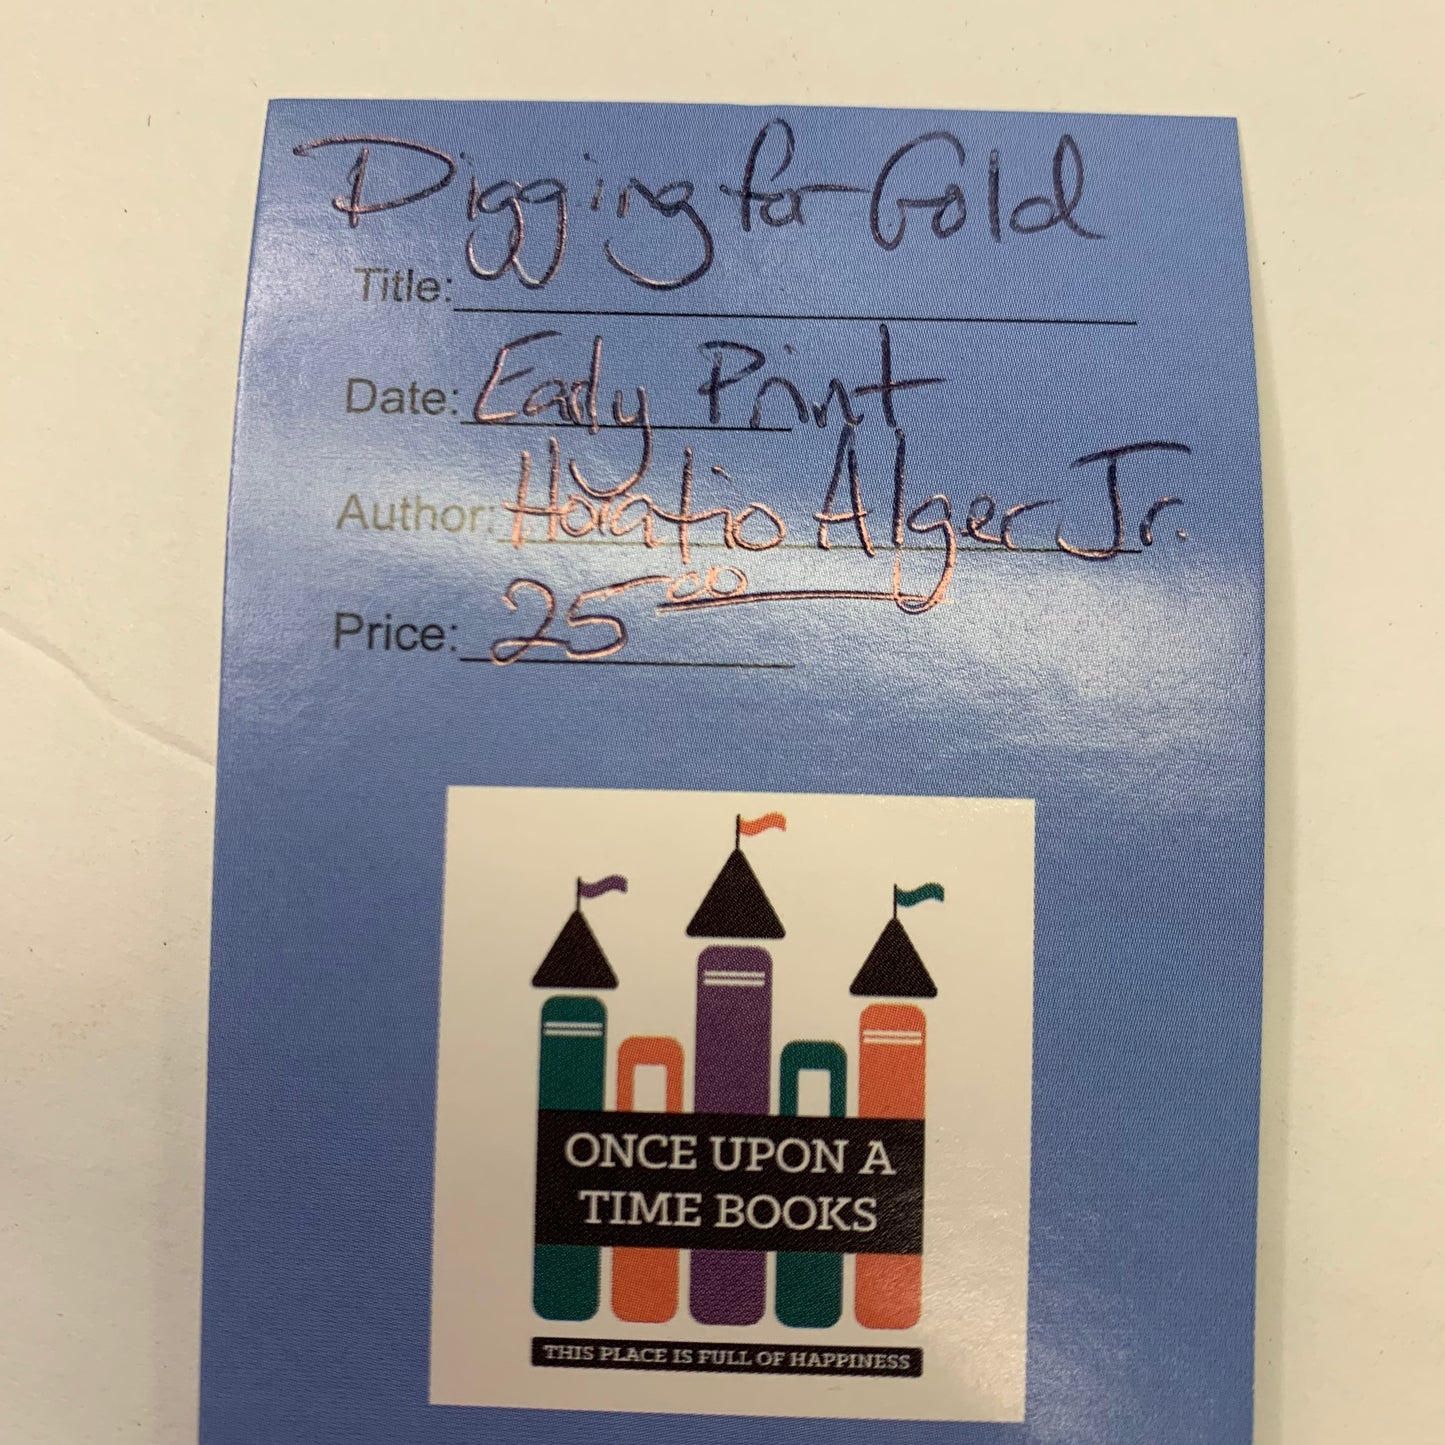 Digging for Gold
Title:
Date: Early Print
Author: Horatio Alger Jr.
Price: 25 00
ONCE UPON A
TIME BOOKS
THIS PLACE IS FULL OF HAPPINESS